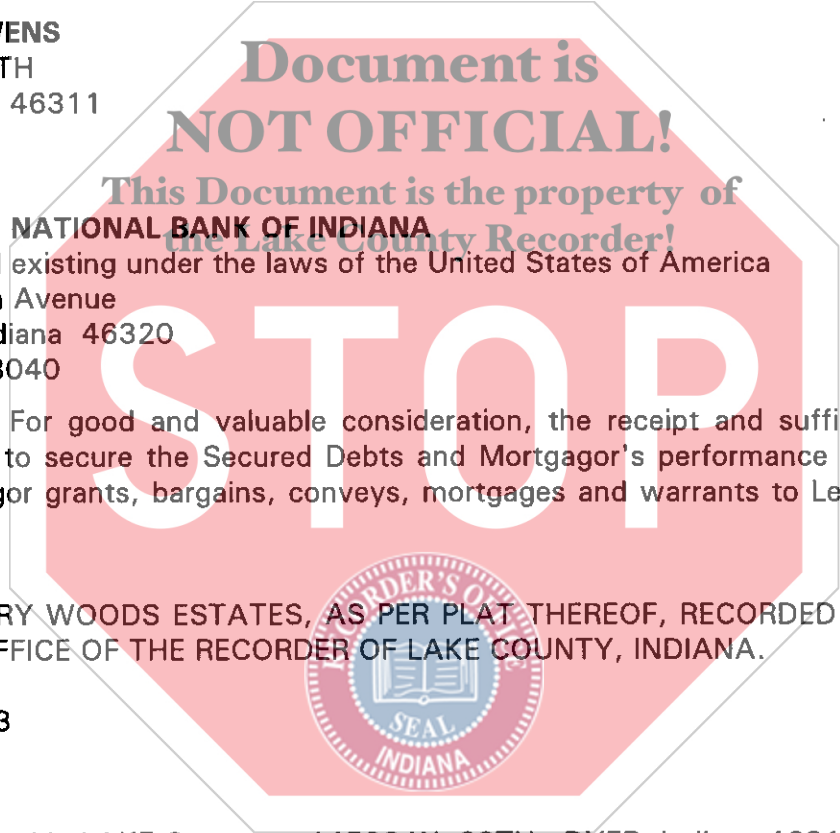 VENS
TH
46311
Document is
NOT OFFICIAL!
This Document is the property of
the Lake County Recorder!
NATIONAL BANK OF INDIANA
existing under the laws of the United States of America
Avenue
diana 46320
3040
For good and valuable consideration, the receipt and suffi
to secure the Secured Debts and Mortgagor's performance
gor grants, bargains, conveys, mortgages and warrants to Le
STOP
RY WOODS ESTATES, AS PER PLAT THEREOF, RECORDED
FFICE OF THE RECORDER OF LAKE COUNTY, INDIANA.
RECORDER'S OFFICE
SEAL
INDIANA
3